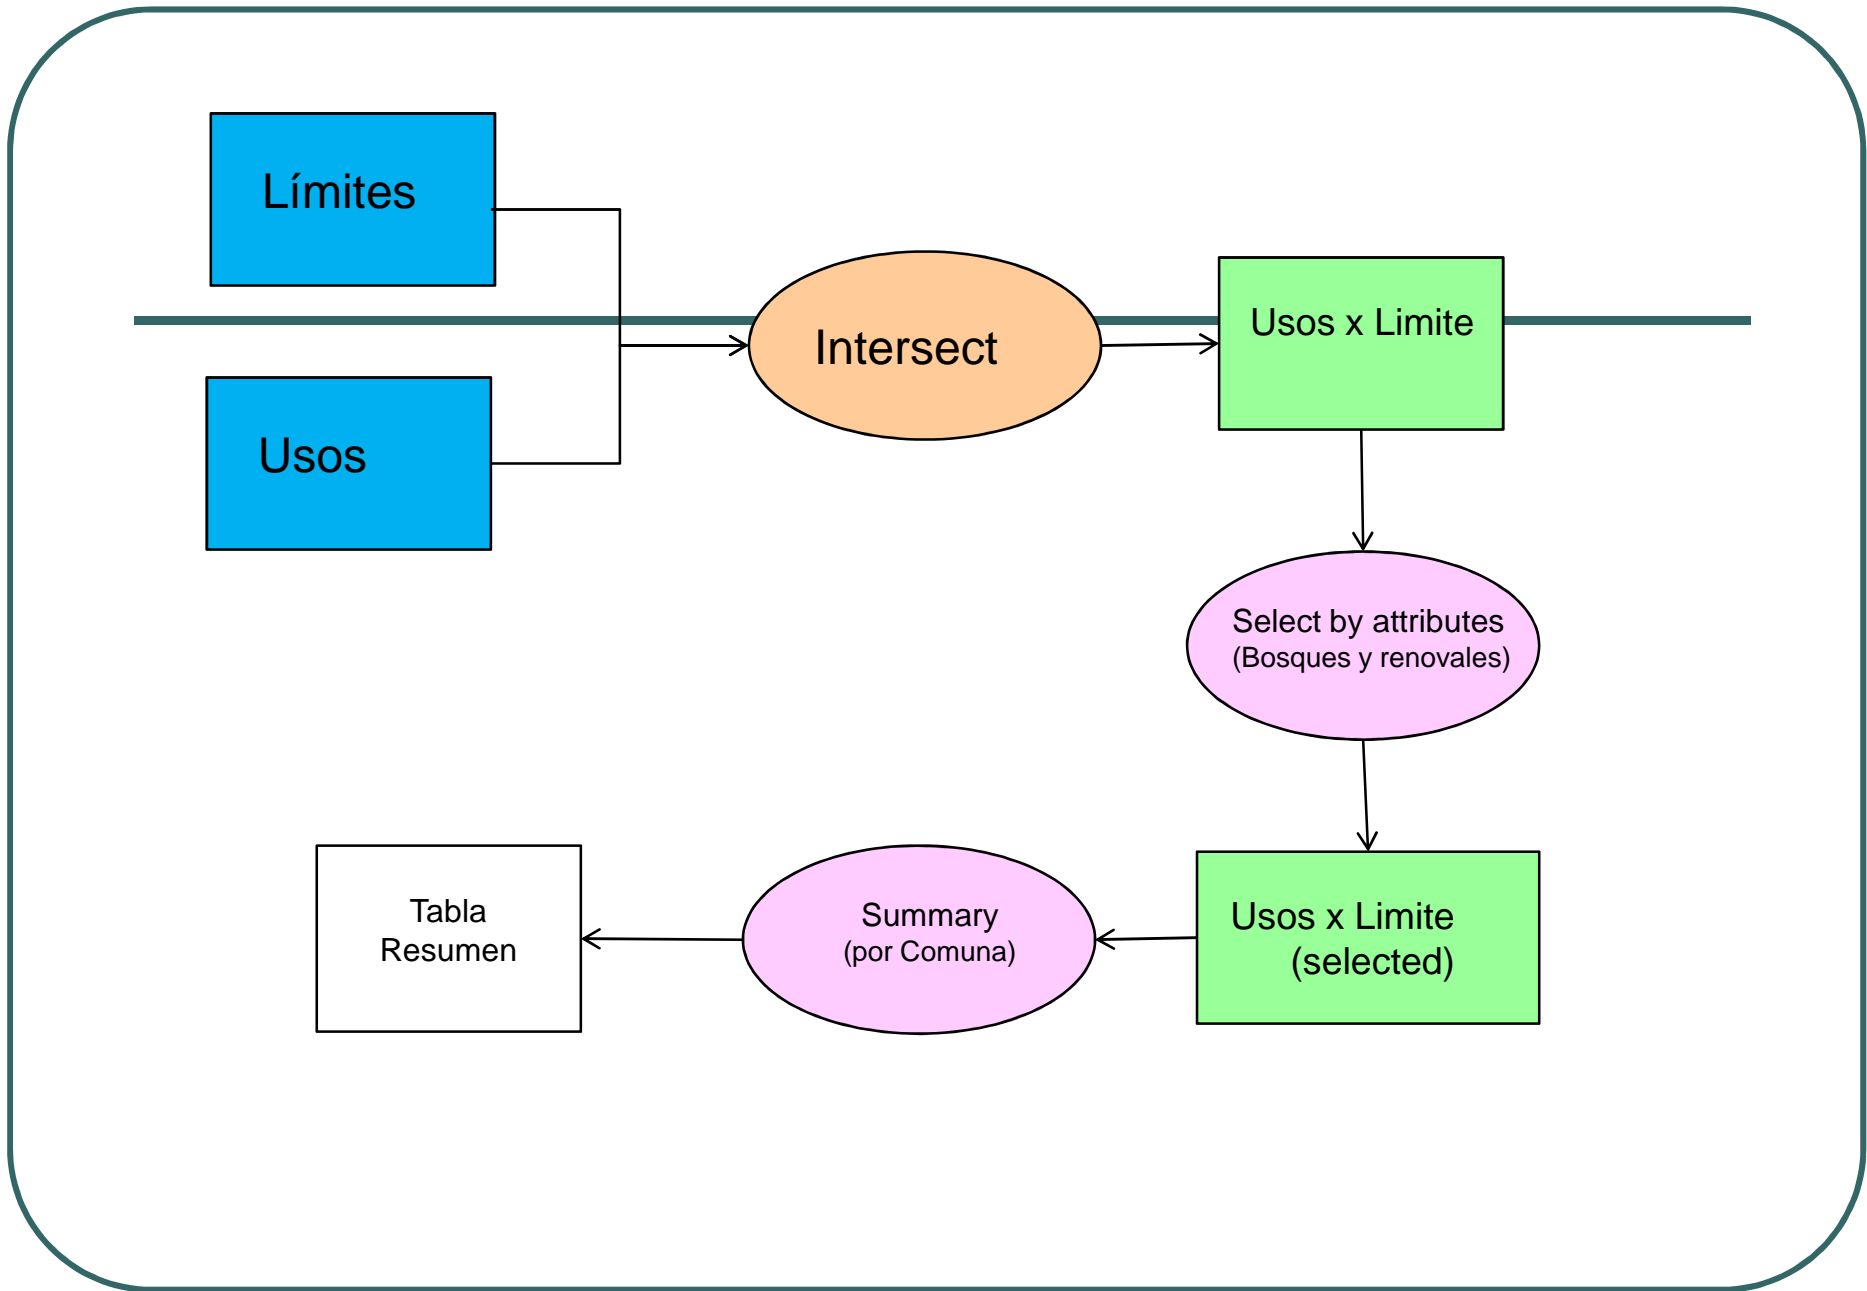 Límites
Usos
Intersect
Usos x Limite
Select by attributes
(Bosques y renovales)
Usos x Limite
(selected)
Summary
(por Comuna)
Tabla
Resumen